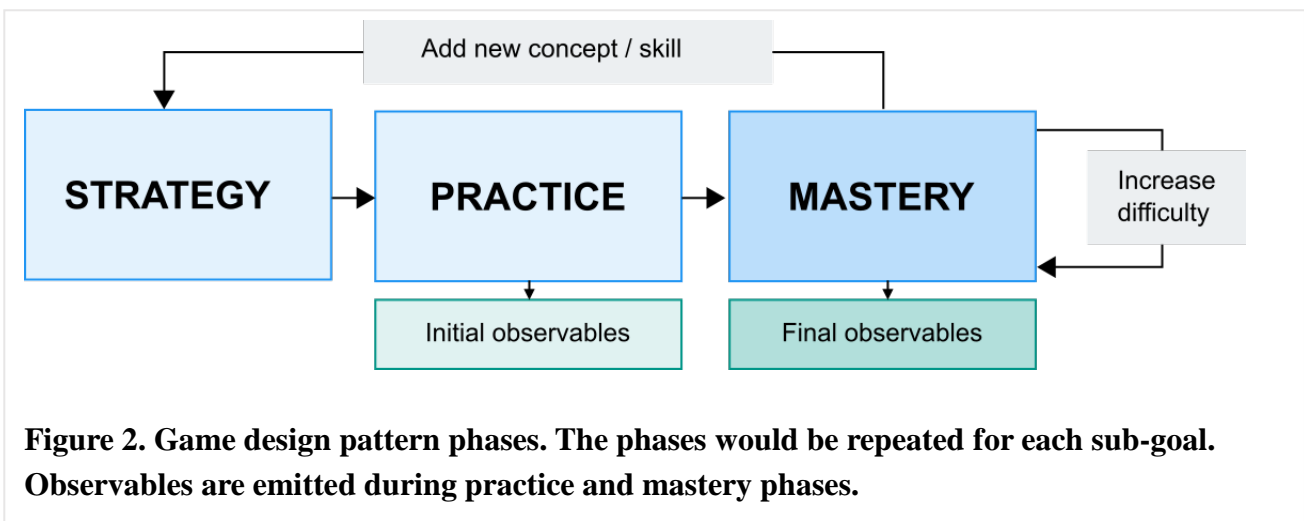 Add new concept / skill
STRATEGY
PRACTICE
MASTERY
Increase
difficulty
Initial observables
Final observables
Figure 2. Game design pattern phases. The phases would be repeated for each sub-goal.
Observables are emitted during practice and mastery phases.